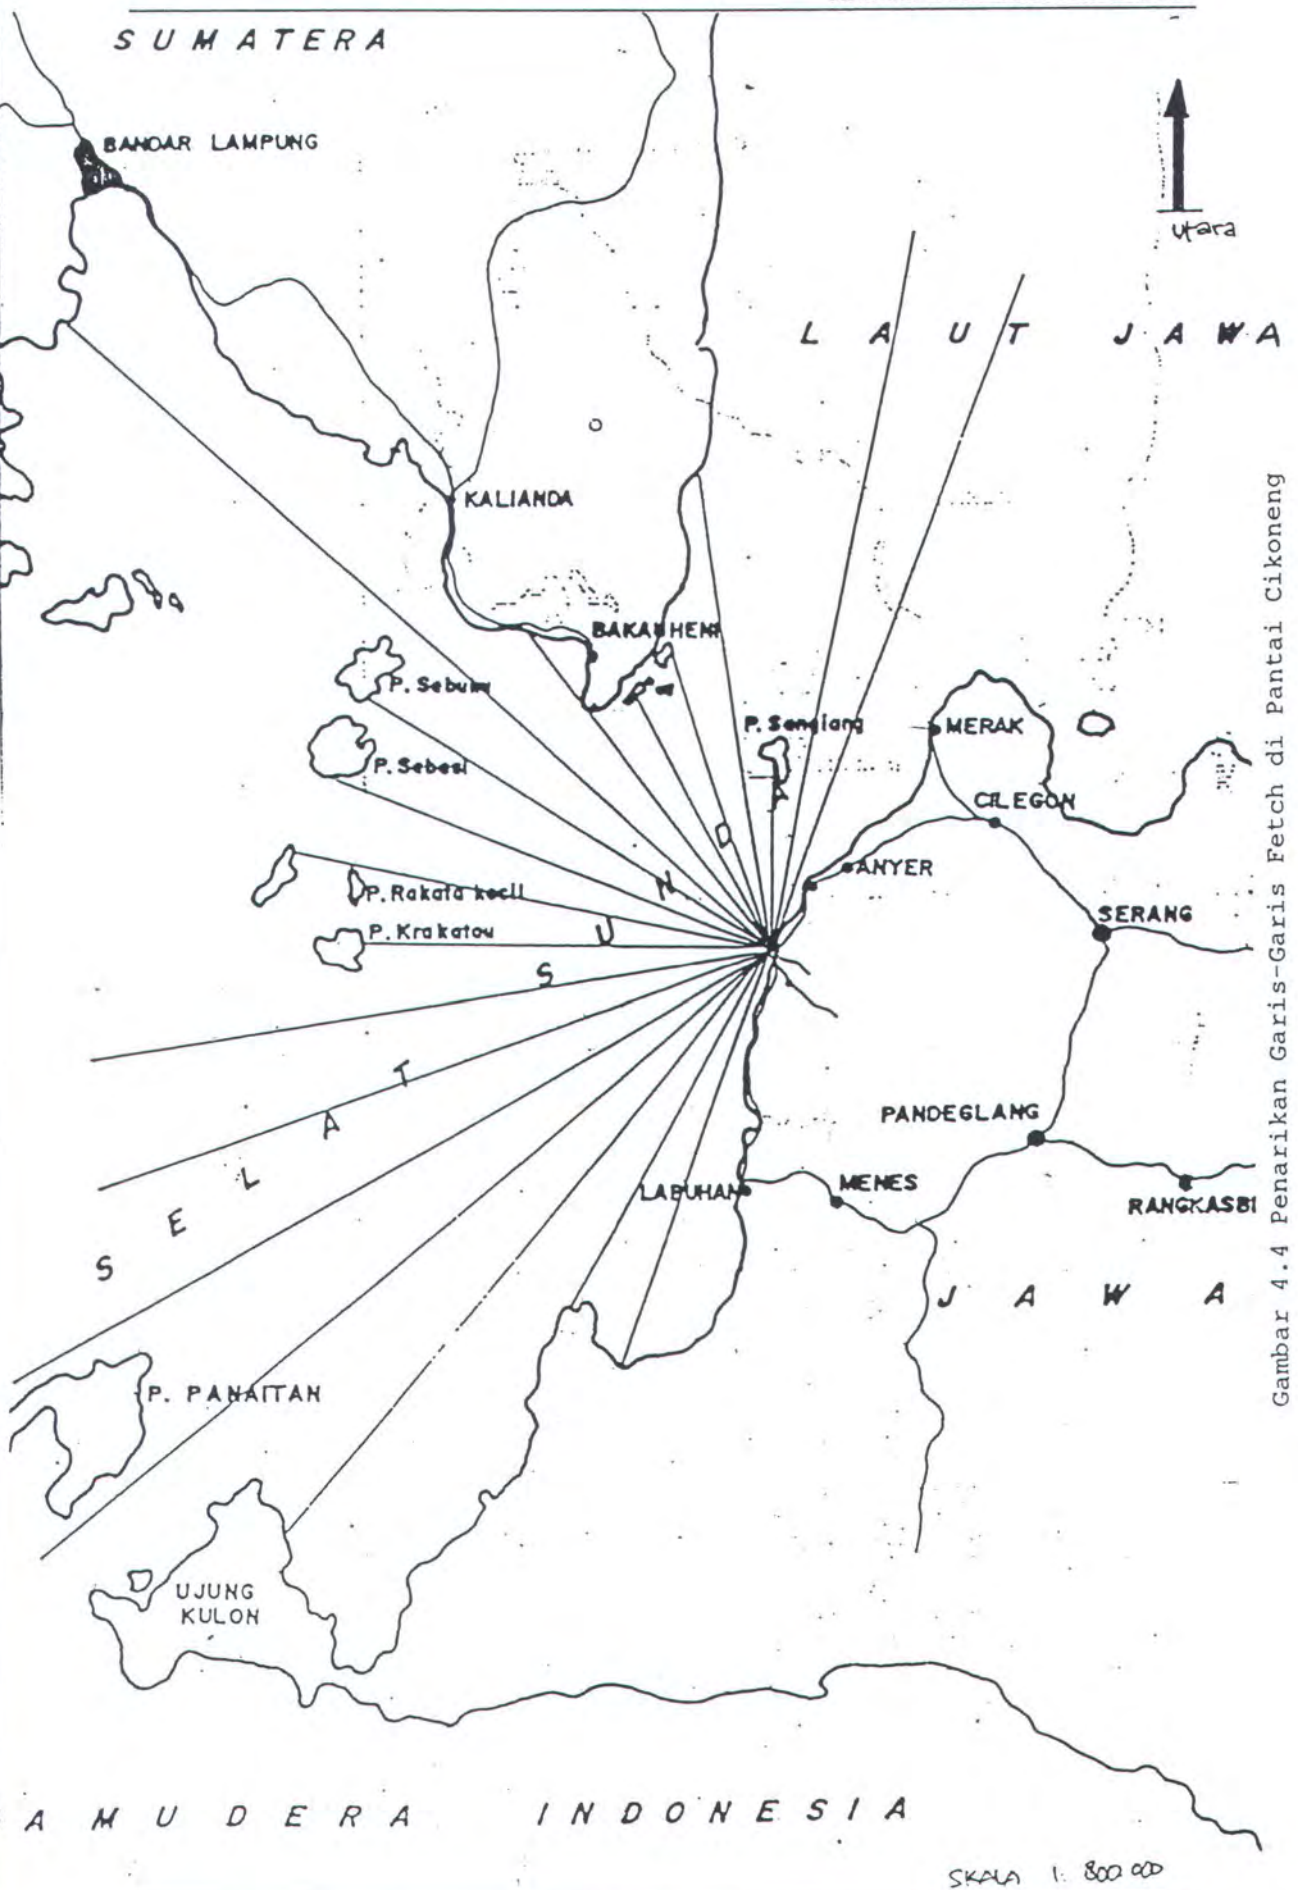 SUMATERA
BANDAR LAMPUNG
utara
LAUT JAWA
KALIANDA
BAKAUHENI
P. Sebuku
P. Sangiang
MERAK
P. Sebesi
CILEGON
ANYER
P. Rakata kecil
SERANG
P. Krakatou
SELAT SUNDA
PANDEGLANG
LABUHAN
MENES
RANGKASBI
JAWA
P. PANAITAN
UJUNG
KULON
AMUDERA INDONESIA
SKALA 1: 800.000
Gambar 4.4 Penarikan Garis-Garis Fetch di Pantai Cikoneng